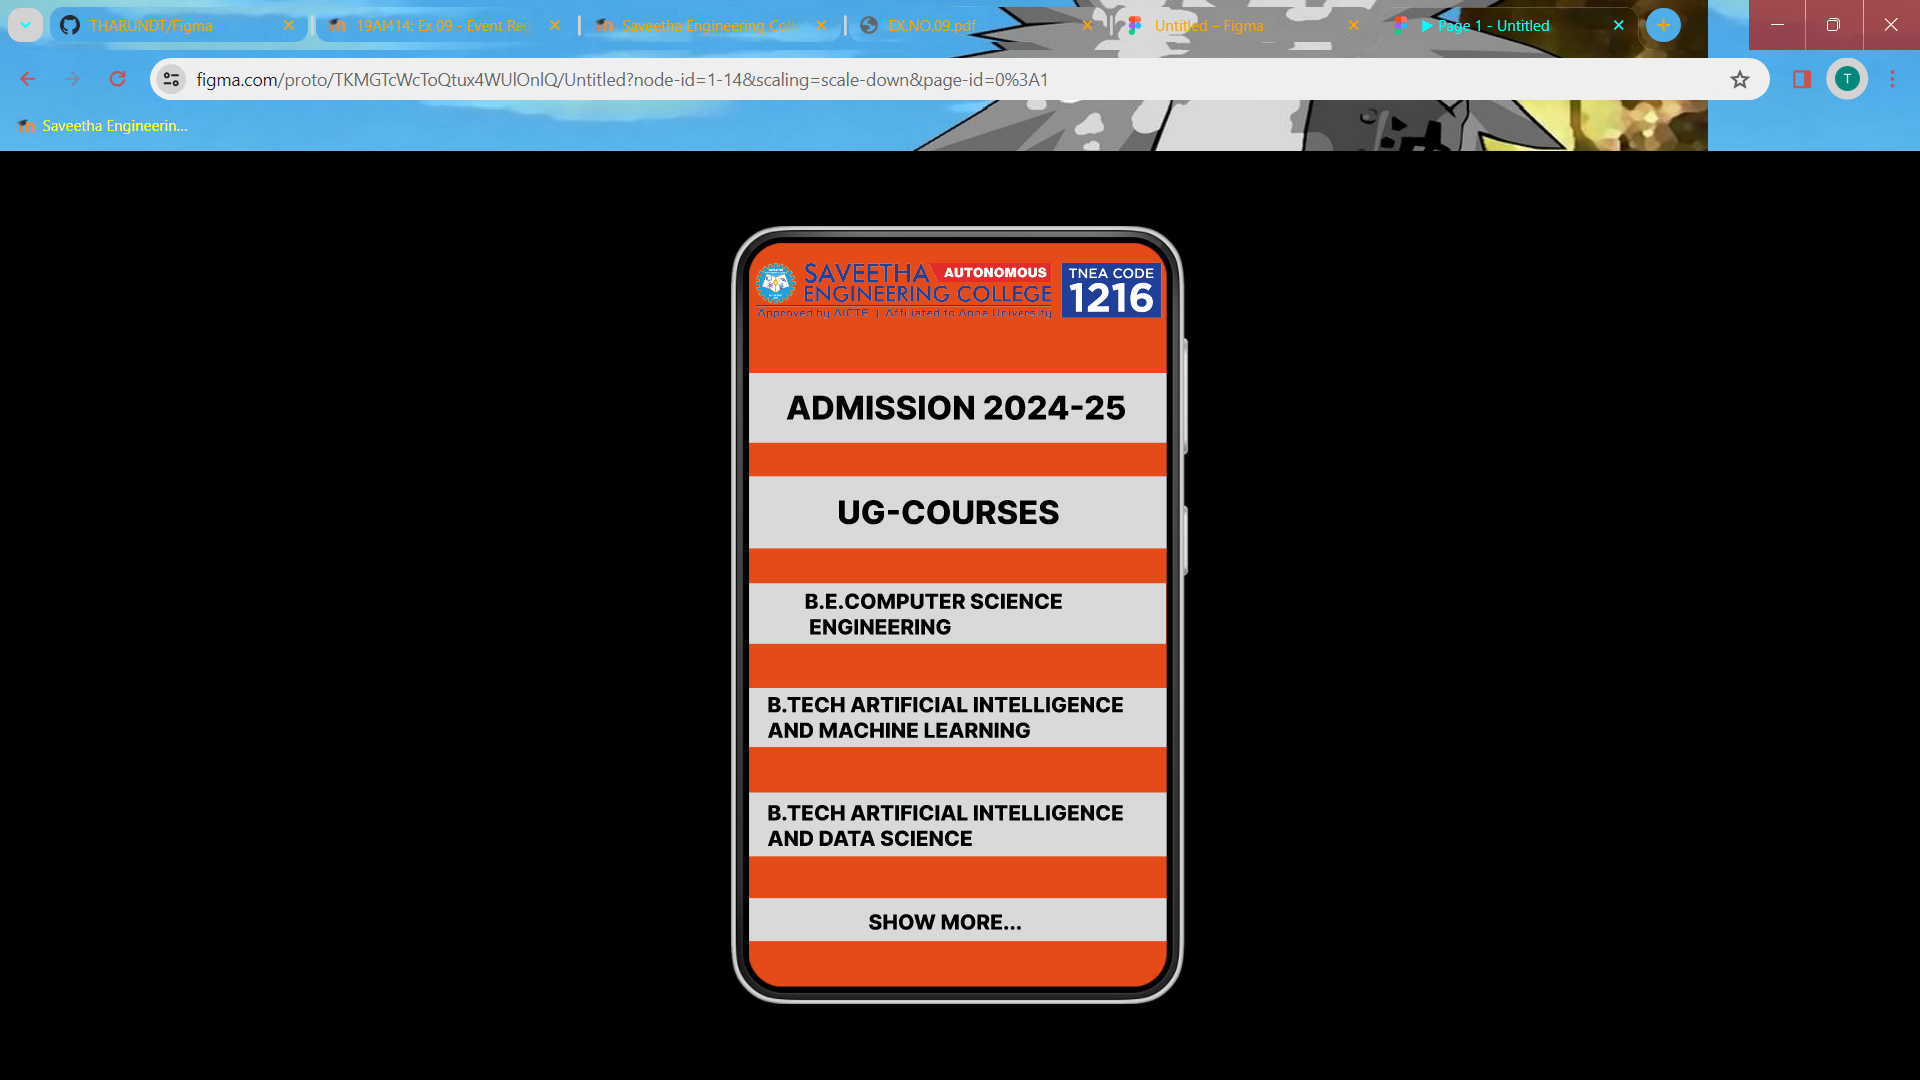 THARUNDT/Figma
19AI414: Ex 09 - Event Reg
Saveetha Engineering Coll
EX.NO.09.pdf
Untitled – Figma
Page 1 - Untitled
figma.com/proto/TKMGTcWcToQtux4WUlOnlQ/Untitled?node-id=1-14&scaling=scale-down&page-id=0%3A1
T
Saveetha Engineerin...
SAVEETHA AUTONOMOUS
ENGINEERING COLLEGE
Approved by AICTE | Affiliated to Anna University
TNEA CODE
1216
ADMISSION 2024-25
UG-COURSES
B.E.COMPUTER SCIENCE
ENGINEERING
B.TECH ARTIFICIAL INTELLIGENCE
AND MACHINE LEARNING
B.TECH ARTIFICIAL INTELLIGENCE
AND DATA SCIENCE
SHOW MORE...